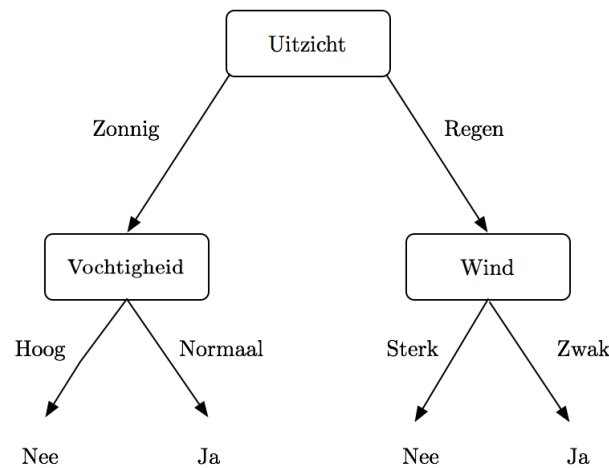 Uitzicht
Zonnig
Regen
Vochtigheid
Wind
Hoog
Normaal
Sterk
Zwak
Nee
Ja
Nee
Ja